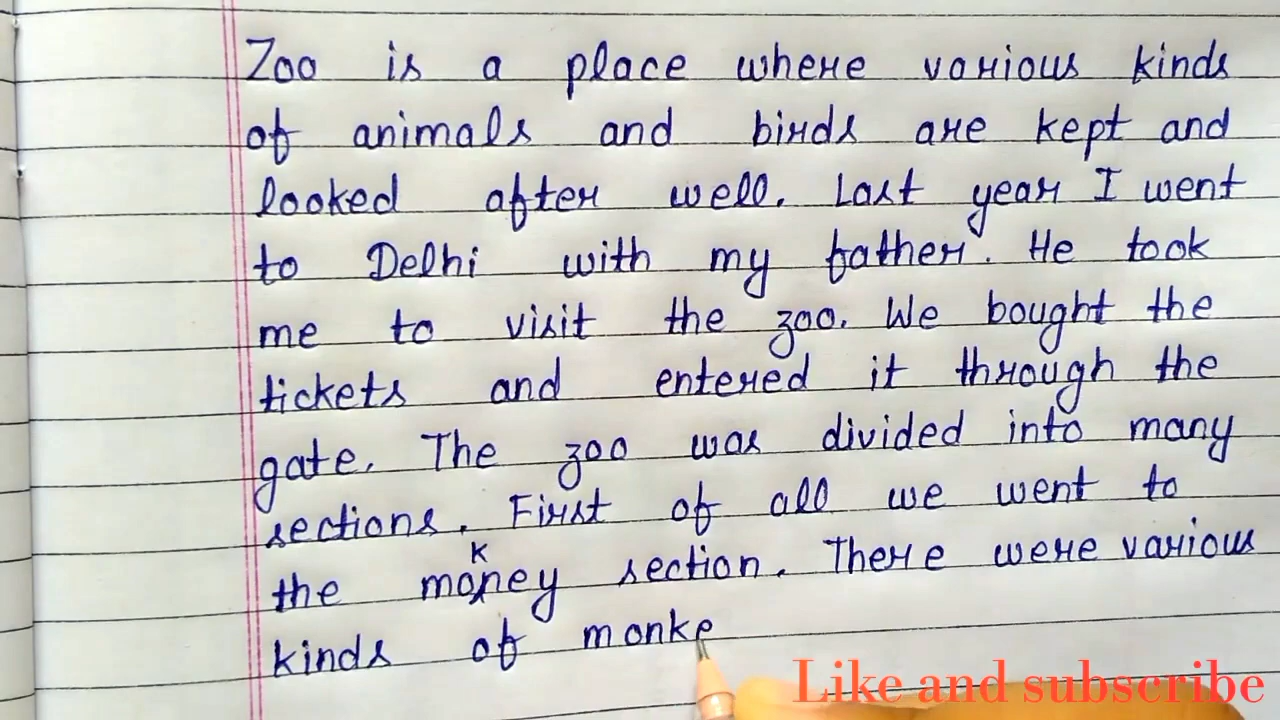 Zoo is a place where various kinds
of animals and birds are kept and
looked after well. Last year I went
to Delhi with my father. He took
me to visit the zoo. We bought the
tickets and entered it through the
gate. The zoo was divided into many
sections. First of all we went to
K
the money section. There were various
kinds of monke
Like and subscribe